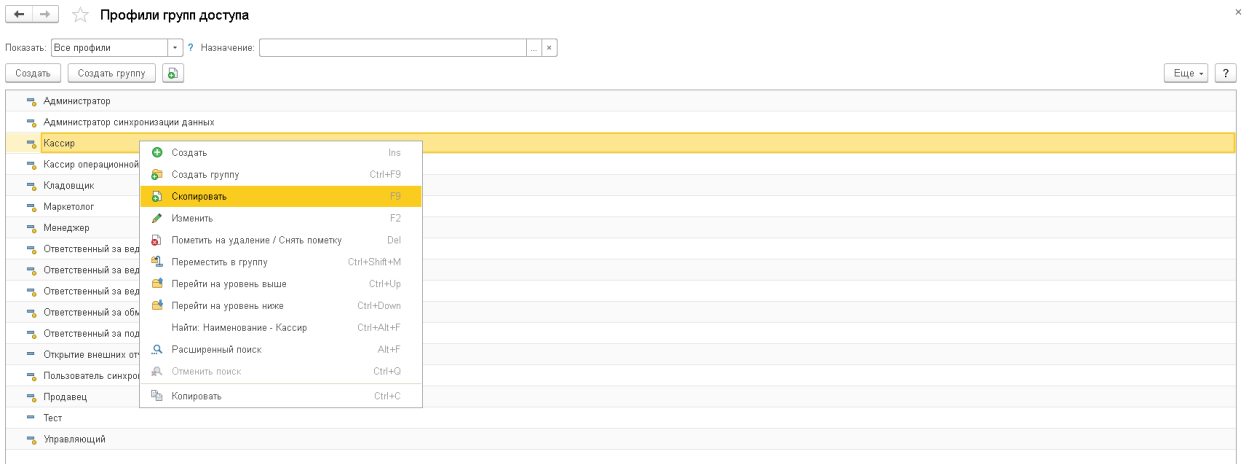 Профили групп доступа
Показать: Все профили ? Назначение: ... ×
Создать Создать группу Еще ?
Администратор
Администратор синхронизации данных
Кассир
Кассир операционной
Кладовщик
Маркетолог
Менеджер
Ответственный за вед
Ответственный за вед
Ответственный за вед
Ответственный за обм
Ответственный за под
Открытие внешних от
Пользователь синхро
Продавец
Тест
Управляющий
Создать Ins
Создать группу Ctrl+F9
Скопировать F9
Изменить F2
Пометить на удаление / Снять пометку Del
Переместить в группу Ctrl+Shift+M
Перейти на уровень выше Ctrl+Up
Перейти на уровень ниже Ctrl+Down
Найти: Наименование - Кассир Ctrl+Alt+F
Расширенный поиск Alt+F
Отменить поиск Ctrl+Q
Копировать Ctrl+C